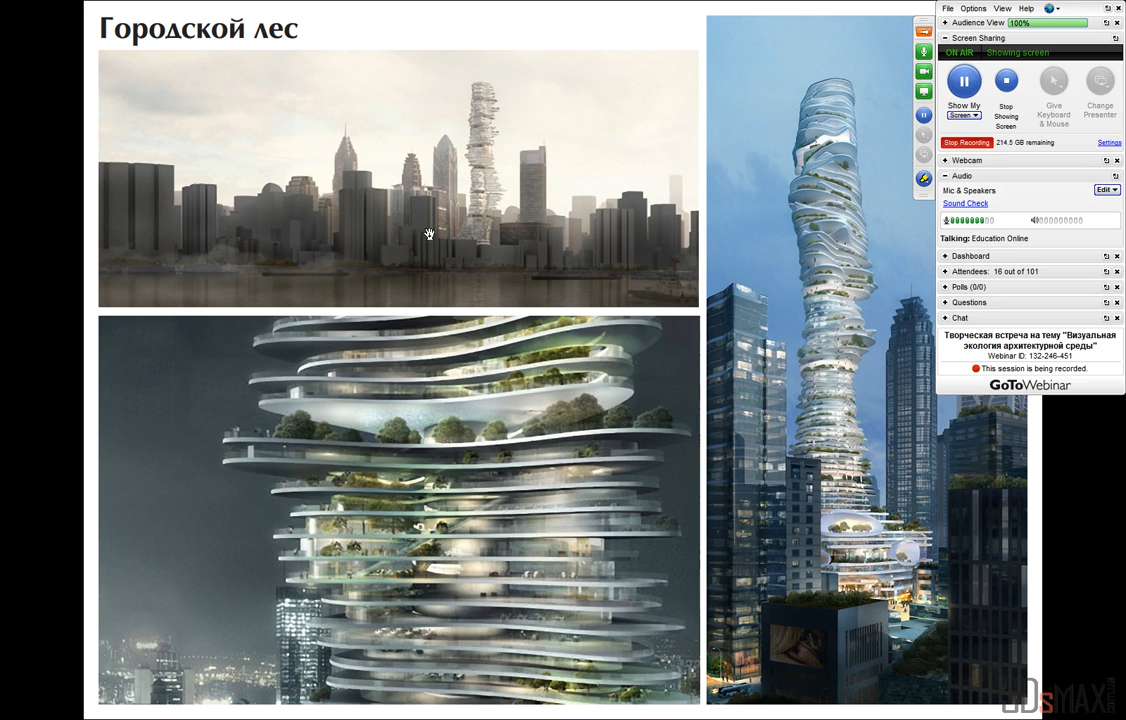 Городской лес
File Options View Help
Audience View 100%
Screen Sharing
ON AIR Showing screen
Show My
Screen
Stop
Showing
Screen
Give
Keyboard
& Mouse
Change
Presenter
Stop Recording 214.5 GB remaining Settings
Webcam
Audio
Mic & Speakers Edit
Sound Check
Talking: Education Online
Dashboard
Attendees: 16 out of 101
Polls (0/0)
Questions
Chat
Творческая встреча на тему "Визуальная
экология архитектурной среды"
Webinar ID: 132-246-451
This session is being recorded.
GoToWebinar
3DsMAX.com.ua